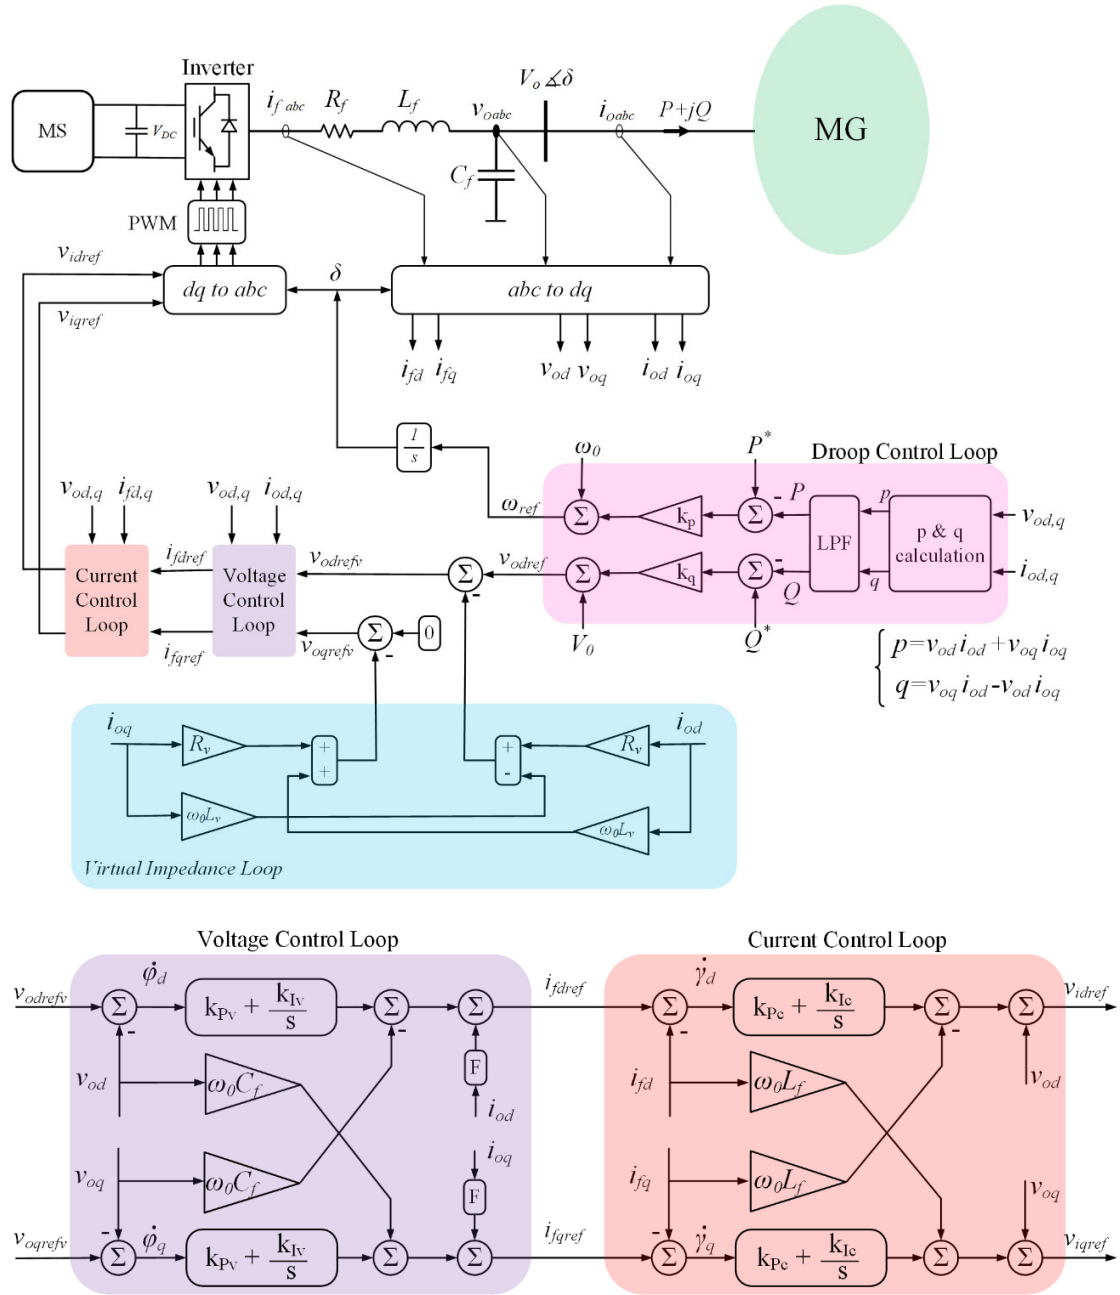 Inverter
MS
V_DC
i_f abc
R_f
L_f
v_oabc
V_o∡δ
i_oabc
P+jQ
MG
C_f
PWM
v_idref
dq to abc
δ
abc to dq
v_iqref
i_fd
i_fq
v_od
v_oq
i_od
i_oq
1/s
ω_0
P*
Droop Control Loop
v_od,q
i_fd,q
v_od,q
i_od,q
ω_ref
Σ
k_p
Σ
-
P
LPF
p
p & q calculation
v_od,q
Current Control Loop
i_fdref
Voltage Control Loop
v_odrefv
Σ
-
v_odref
Σ
k_q
Σ
-
Q
q
i_od,q
i_fqref
v_oqrefv
Σ
-
0
V_0
Q*
p=v_od i_od+v_oq i_oq
q=v_oq i_od-v_od i_oq
i_oq
R_v
+
+
+
-
R_v
i_od
ω_0L_v
ω_0L_v
Virtual Impedance Loop
Voltage Control Loop
Current Control Loop
v_odrefv
Σ
-
φ̇_d
k_Pv + k_Iv/s
Σ
-
Σ
i_fdref
Σ
-
γ̇_d
k_Pc + k_Ic/s
Σ
-
Σ
v_idref
v_od
ω_0C_f
F
i_od
i_fd
ω_0L_f
v_od
v_oq
ω_0C_f
i_oq
F
i_fq
ω_0L_f
v_oq
v_oqrefv
Σ
-
φ̇_q
k_Pv + k_Iv/s
Σ
Σ
i_fqref
Σ
-
γ̇_q
k_Pc + k_Ic/s
Σ
Σ
v_iqref